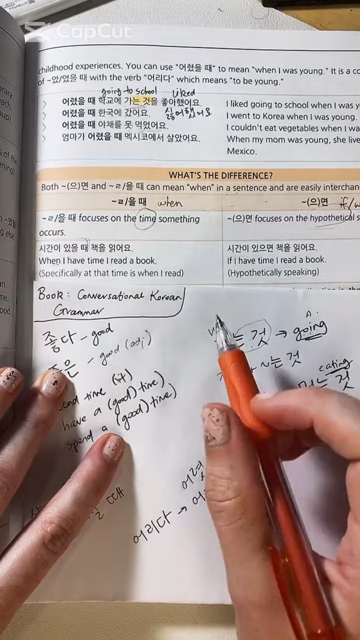 CapCut
childhood experiences. You can use "어렸을 때" to mean "when I was young." It is a co
of ~았/었을 때 with the verb "어리다" which means "to be young."
going to school liked
어렸을 때 학교에 가는 것을 좋아했어요.
I liked going to school when I was y
어렸을 때 한국에 갔어요.
I went to Korea when I was young.
어렸을 때 야채를 못 먹었어요.
I couldn't eat vegetables when I wa
엄마가 어렸을 때 멕시코에서 살았어요.
When my mom was young, she live
Mexico.
WHAT'S THE DIFFERENCE?
Both ~(으)면 and ~ㄹ/을 때 can mean "when" in a sentence and are easily interchan
~ㄹ/을 때 when
~(으)면
~ㄹ/을 때 focuses on the time something
occurs.
~(으)면 focuses on the hypothetical s
시간이 있을 때 책을 읽어요.
When I have time I read a book.
(Specifically at that time is when I read)
시간이 있으면 책을 읽어요.
If I have time I read a book.
(Hypothetically speaking)
Book: Conversational Korean
Grammar
좋다 - good
은 - good (adj)
time (it)
have a (good) time)
spend a (good) time)
는 것 → going
~는 것
eating
는 것
때
어리다 →